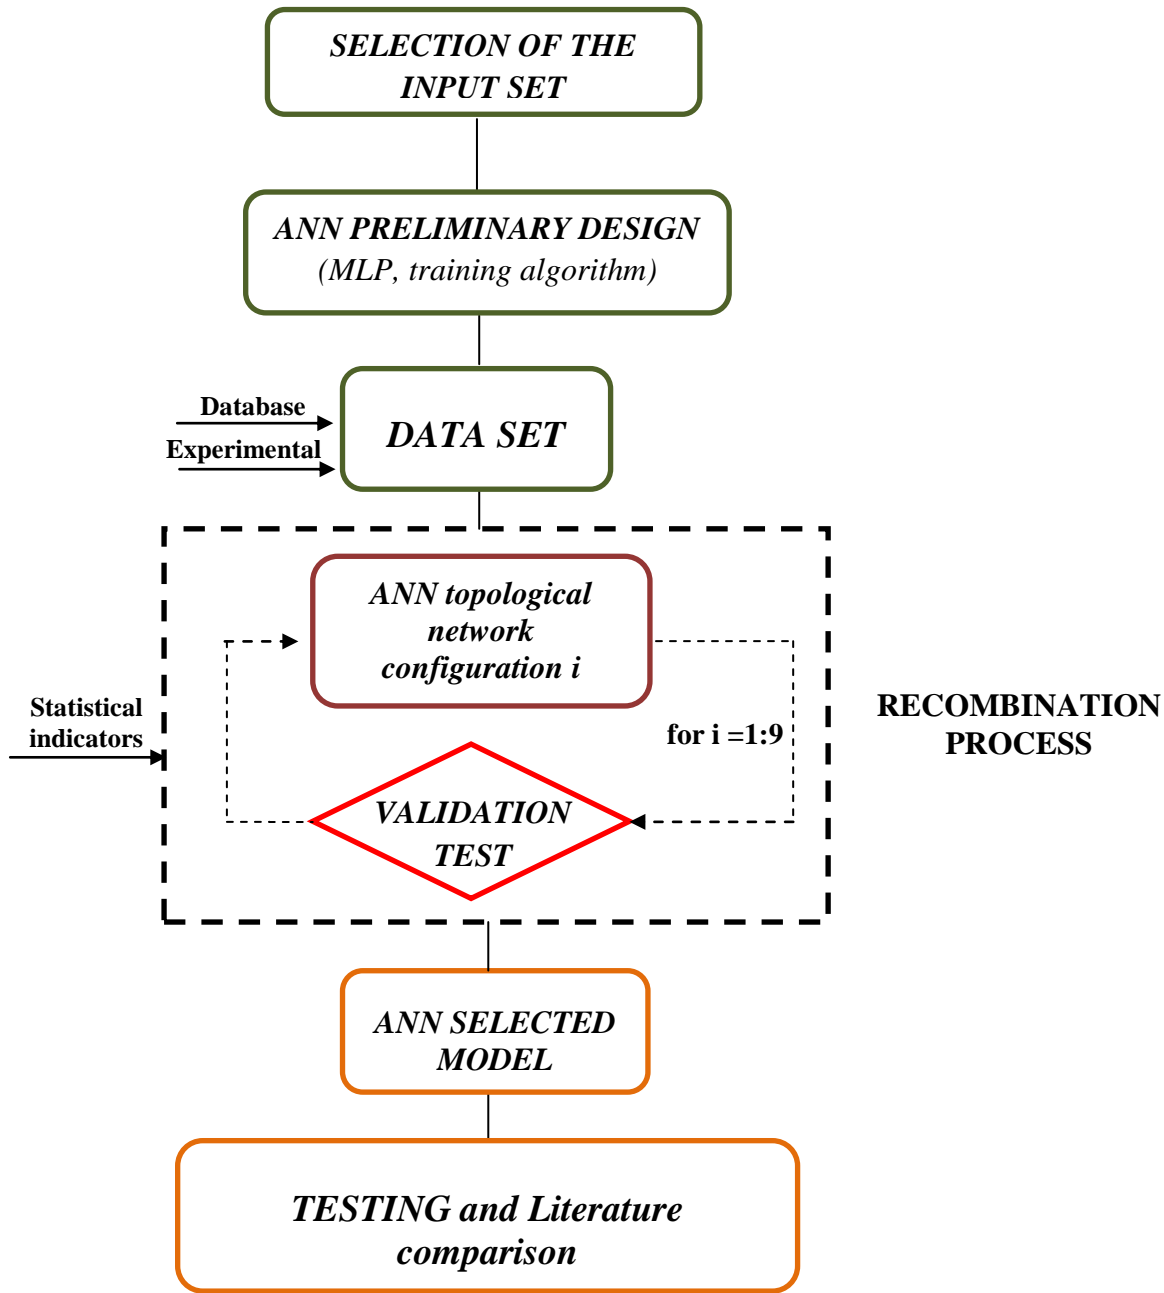 SELECTION OF THE
INPUT SET
ANN PRELIMINARY DESIGN
(MLP, training algorithm)
Database
Experimental
DATA SET
ANN topological
network
configuration i
Statistical
indicators
for i =1:9
RECOMBINATION
PROCESS
VALIDATION
TEST
ANN SELECTED
MODEL
TESTING and Literature
comparison